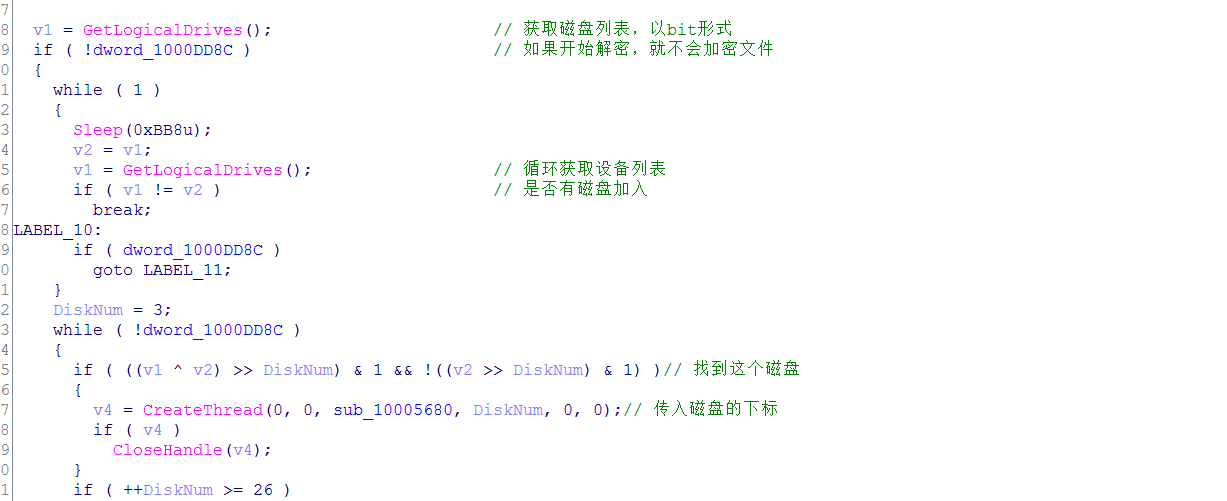 7
8 v1 = GetLogicalDrives(); // 获取磁盘列表，以bit形式
9 if ( !dword_1000DD8C ) // 如果开始解密，就不会加密文件
0 {
1 while ( 1 )
2 {
3 Sleep(0xBB8u);
4 v2 = v1;
5 v1 = GetLogicalDrives(); // 循环获取设备列表
6 if ( v1 != v2 ) // 是否有磁盘加入
7 break;
8 LABEL_10:
9 if ( dword_1000DD8C )
0 goto LABEL_11;
1 }
2 DiskNum = 3;
3 while ( !dword_1000DD8C )
4 {
5 if ( ((v1 ^ v2) >> DiskNum) & 1 && !((v2 >> DiskNum) & 1) )// 找到这个磁盘
6 {
7 v4 = CreateThread(0, 0, sub_10005680, DiskNum, 0, 0);// 传入磁盘的下标
8 if ( v4 )
9 CloseHandle(v4);
0 }
1 if ( ++DiskNum >= 26 )